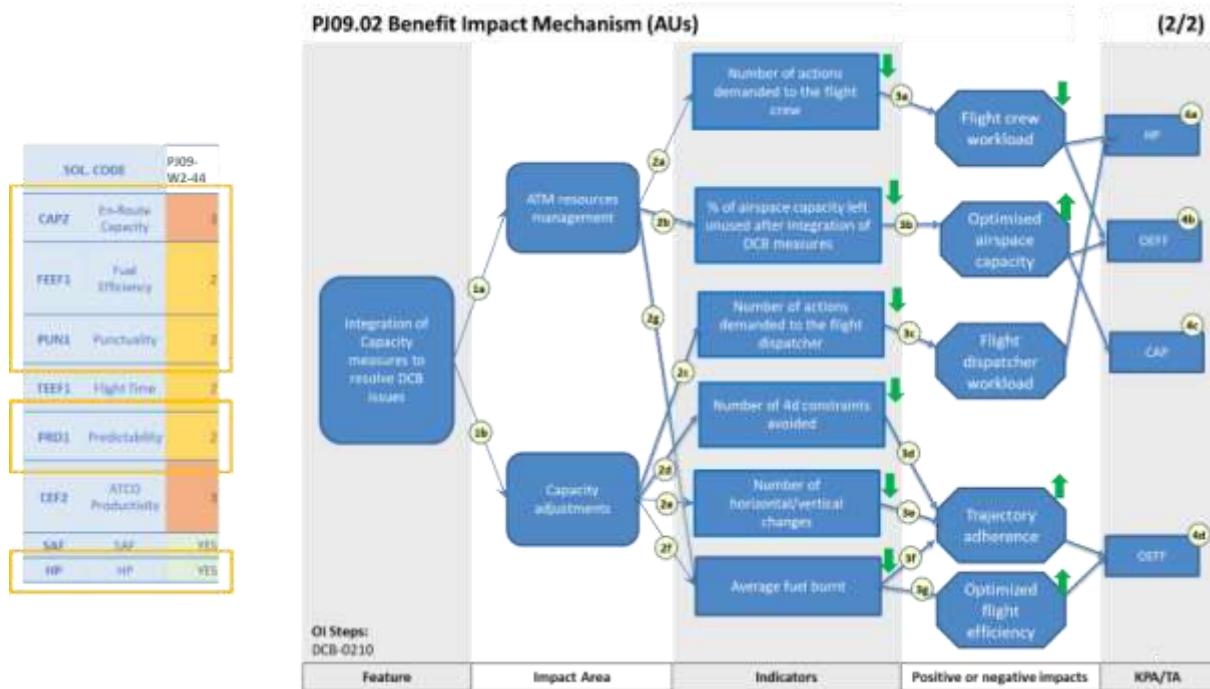 PJ09.02 Benefit Impact Mechanism (AUs)
(2/2)
SOL. CODE
PJ09-
W2-44
CAP2
En-Route
Capacity
3
FEEF1
Fuel
Efficiency
2
PUN1
Punctuality
2
TEFF1
Flight Time
2
PRD1
Predictability
2
CEF2
ATCO
Productivity
3
SAF
SAF
YES
HP
HP
YES
Integration of
Capacity
measures to
resolve DCB
issues
1a
1b
ATM resources
management
Capacity
adjustments
2a
2b
2g
2c
2d
2e
2f
Number of actions
demanded to the flight
crew
% of airspace capacity left
unused after integration of
DCB measures
Number of actions
demanded to the flight
dispatcher
Number of 4d constraints
avoided
Number of
horizontal/vertical
changes
Average fuel burnt
3a
3b
3c
3d
3e
3f
3g
Flight crew
workload
Optimised
airspace
capacity
Flight
dispatcher
workload
Trajectory
adherence
Optimized
flight
efficiency
4a
HP
4b
OEFF
4c
CAP
4d
OEFF
OI Steps:
DCB-0210
Feature
Impact Area
Indicators
Positive or negative impacts
KPA/TA